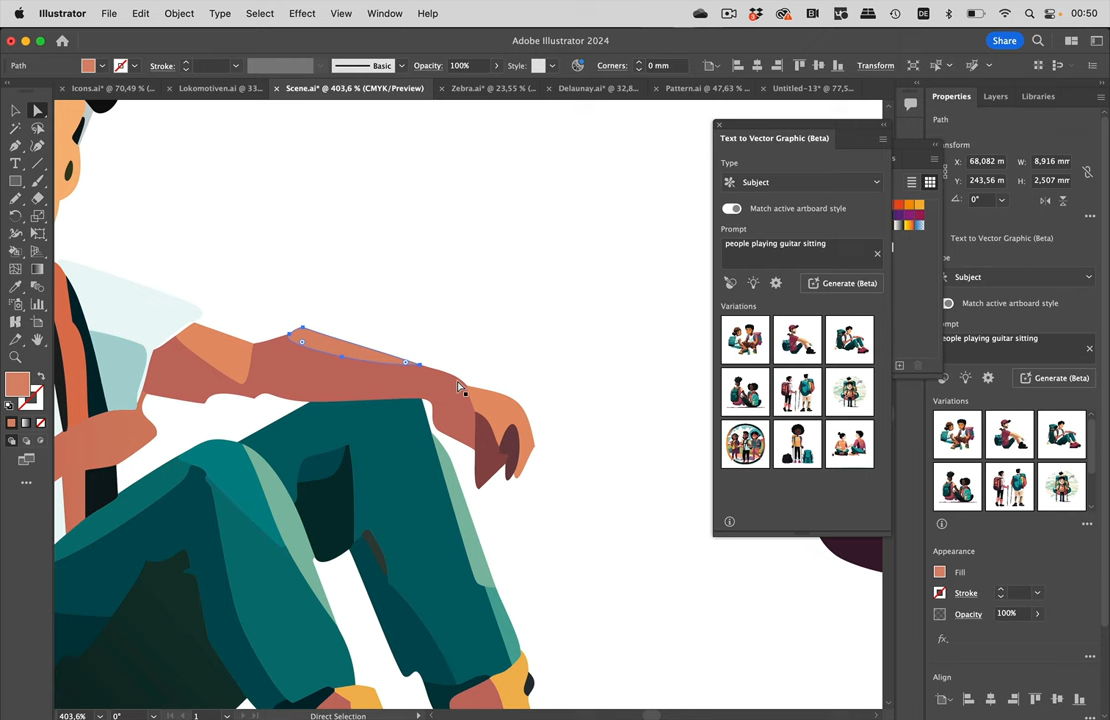 Illustrator File Edit Object Type Select Effect View Window Help DE 00:50
Adobe Illustrator 2024 Share
Path Stroke: Basic Opacity: 100% Style: Corners: 0 mm Transform
Icons.ai* @ 70,49 % (... Lokomotiven.ai @ 33... Scene.ai* @ 403,6 % (CMYK/Preview) Zebra.ai* @ 23,55 % (... Delaunay.ai* @ 32,8... Pattern.ai* @ 47,63 % ... Untitled-13* @ 77,5...
Text to Vector Graphic (Beta)
Type
Subject
Match active artboard style
Prompt
people playing guitar sitting
Generate (Beta)
Variations
Properties Layers Libraries
Path
Transform
X: 68,082 m W: 8,916 mm
Y: 243,56 m H: 2,507 mm
0°
Text to Vector Graphic (Beta)
Subject
Match active artboard style
people playing guitar sitting
Generate (Beta)
Variations
Appearance
Fill
Stroke
Opacity 100%
fx
Align
403,6% 0° 1 Direct Selection